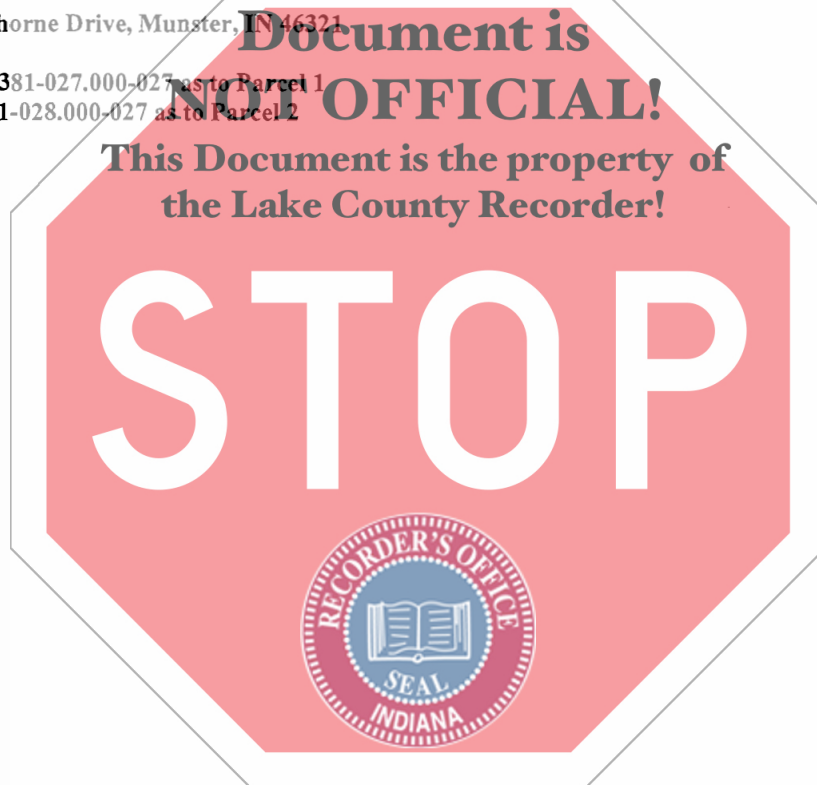 horne Drive, Munster, IN 46321
Document is
381-027.000-027 as to Parcel 1
1-028.000-027 as to Parcel 2
NOT OFFICIAL!
This Document is the property of
the Lake County Recorder!
STOP
RECORDER'S OFFICE
SEAL
INDIANA